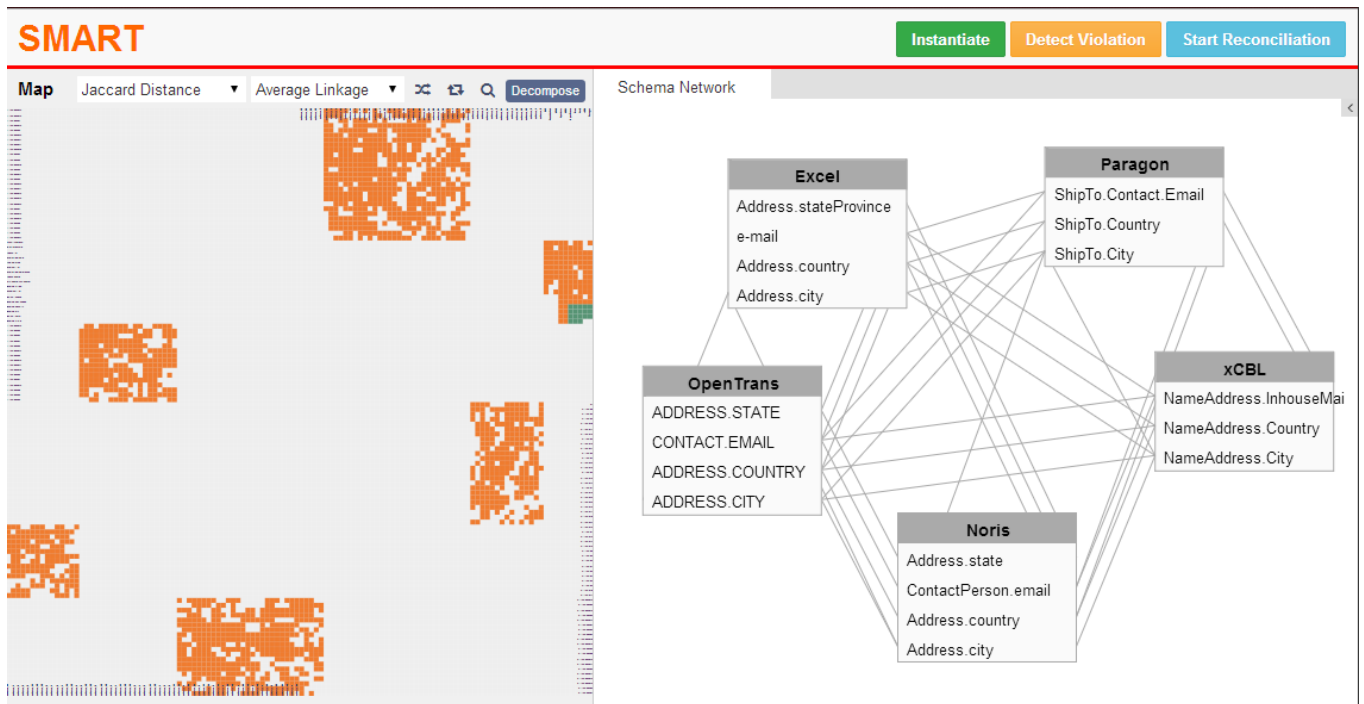 SMART
Instantiate
Detect Violation
Start Reconciliation
Map
Jaccard Distance
Average Linkage
Decompose
Schema Network
Excel
Address.stateProvince
e-mail
Address.country
Address.city
Paragon
ShipTo.Contact.Email
ShipTo.Country
ShipTo.City
OpenTrans
ADDRESS.STATE
CONTACT.EMAIL
ADDRESS.COUNTRY
ADDRESS.CITY
xCBL
NameAddress.InhouseMai
NameAddress.Country
NameAddress.City
Noris
Address.state
ContactPerson.email
Address.country
Address.city